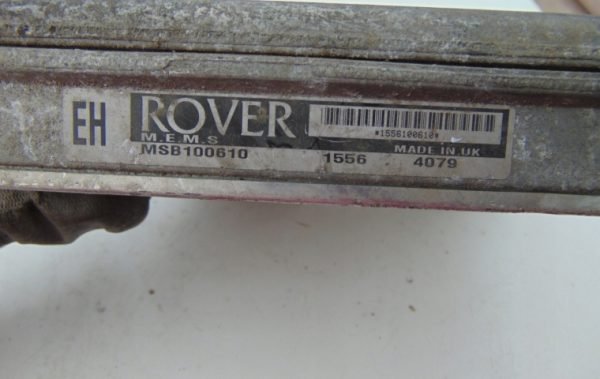 EH ROVER
*1556100610*
M.E.M.S MADE IN UK
MSB100610 1556 4079